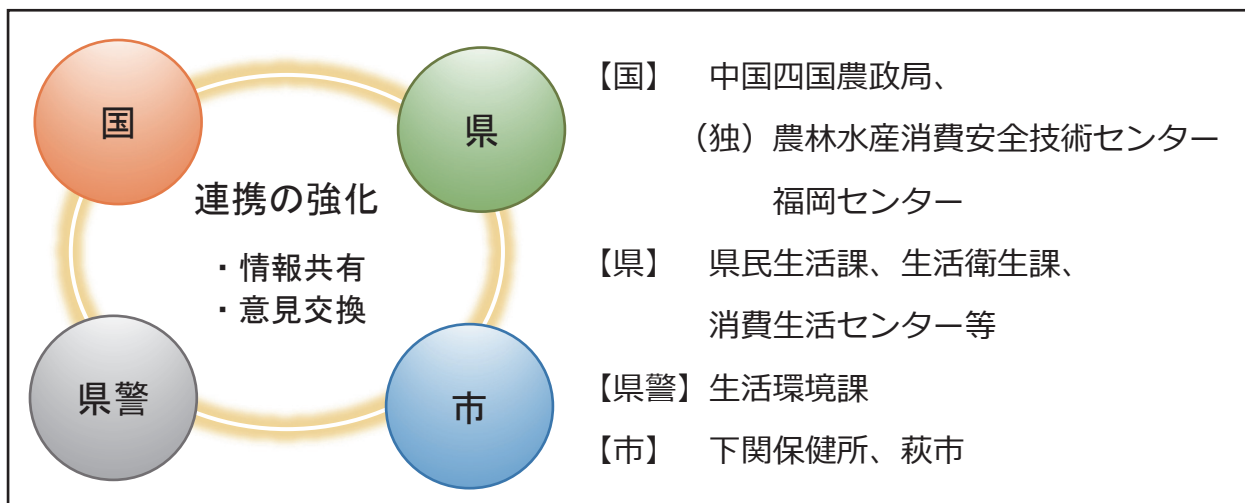 国
県
連携の強化
・情報共有
・意見交換
県警
市
【国】 中国四国農政局、
（独）農林水産消費安全技術センター
福岡センター
【県】 県民生活課、生活衛生課、
消費生活センター等
【県警】生活環境課
【市】 下関保健所、萩市